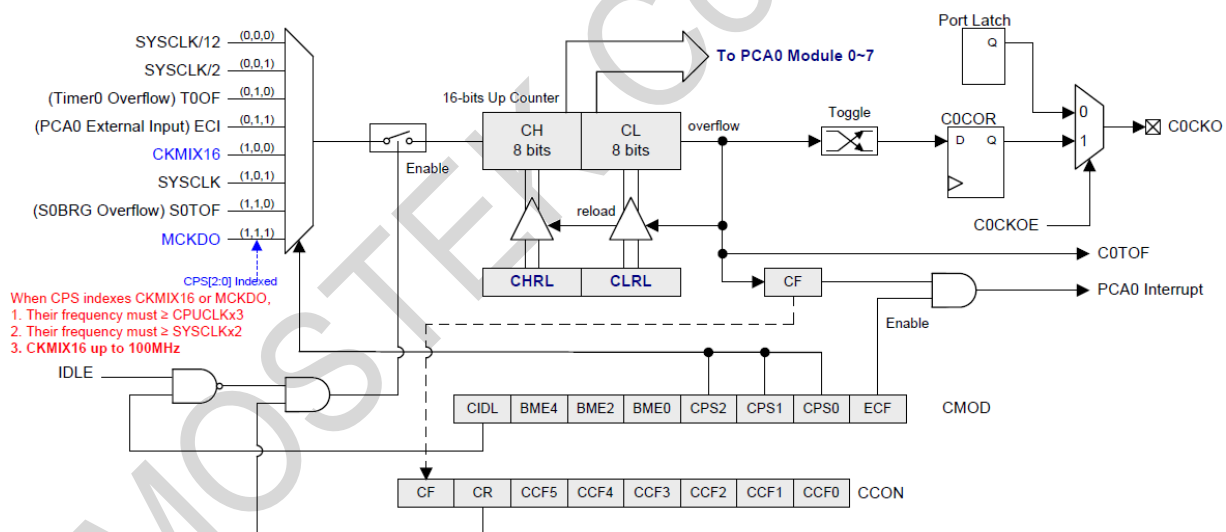 Port Latch
SYSCLK/12 (0,0,0)
Q
SYSCLK/2 (0,0,1)
To PCA0 Module 0~7
(Timer0 Overflow) T0OF (0,1,0)
16-bits Up Counter
(PCA0 External Input) ECI (0,1,1)
CH
8 bits
CL
8 bits
overflow
Toggle
C0COR
D Q
0
1
C0CKO
CKMIX16 (1,0,0)
Enable
SYSCLK (1,0,1)
(S0BRG Overflow) S0TOF (1,1,0)
reload
C0CKOE
MCKDO (1,1,1)
C0TOF
CPS[2:0] Indexed
CHRL
CLRL
CF
PCA0 Interrupt
When CPS indexes CKMIX16 or MCKDO,
1. Their frequency must ≥ CPUCLKx3
2. Their frequency must ≥ SYSCLKx2
3. CKMIX16 up to 100MHz
Enable
IDLE
CIDL BME4 BME2 BME0 CPS2 CPS1 CPS0 ECF CMOD
CF CR CCF5 CCF4 CCF3 CCF2 CCF1 CCF0 CCON